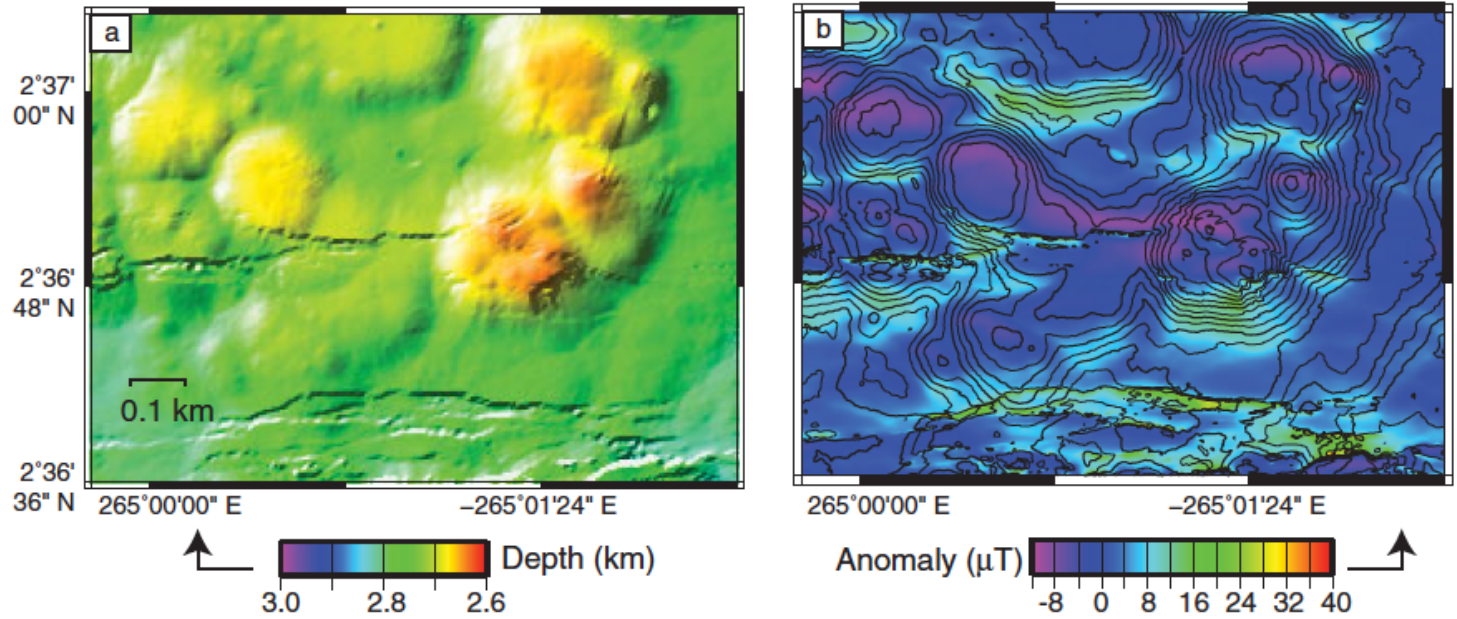 a
b
2˚37'
00" N
2˚36'
48" N
2˚36'
36" N
0.1 km
265˚00'00" E
−265˚01'24" E
265˚00'00" E
−265˚01'24" E
Depth (km)
3.0 2.8 2.6
Anomaly (µT)
-8 0 8 16 24 32 40